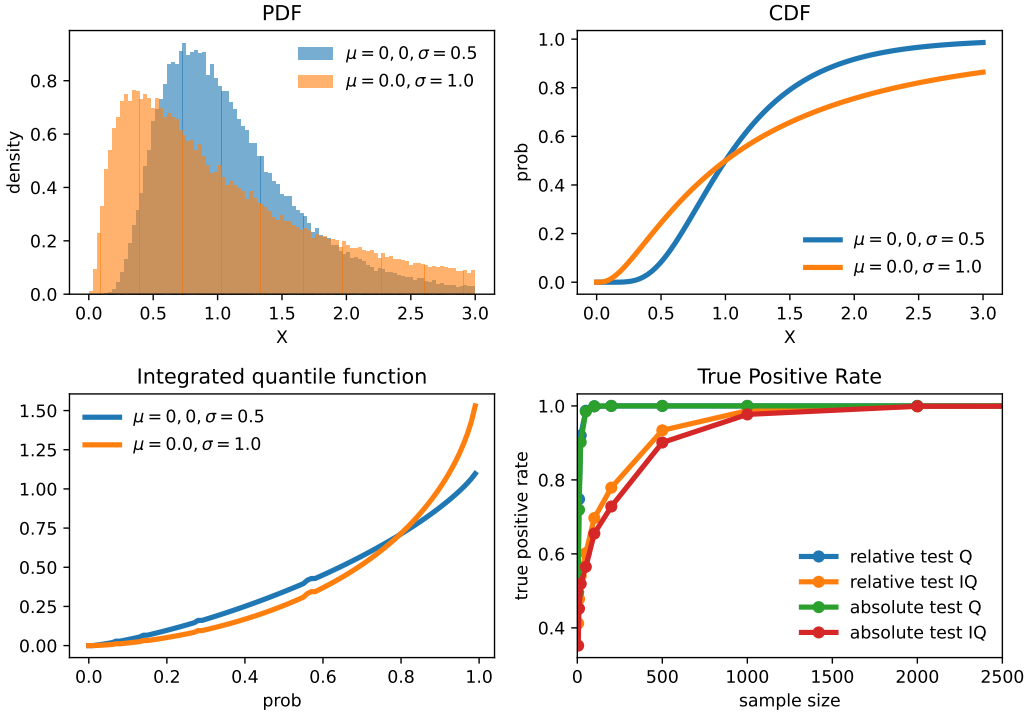 PDF
density
0.8
0.6
0.4
0.2
0.0
0.0 0.5 1.0 1.5 2.0 2.5 3.0
X
μ = 0, 0, σ = 0.5
μ = 0.0, σ = 1.0
CDF
prob
1.0
0.8
0.6
0.4
0.2
0.0
0.0 0.5 1.0 1.5 2.0 2.5 3.0
X
μ = 0, 0, σ = 0.5
μ = 0.0, σ = 1.0
Integrated quantile function
1.50
1.25
1.00
0.75
0.50
0.25
0.00
0.0 0.2 0.4 0.6 0.8 1.0
prob
μ = 0, 0, σ = 0.5
μ = 0.0, σ = 1.0
True Positive Rate
true positive rate
1.0
0.8
0.6
0.4
0 500 1000 1500 2000 2500
sample size
relative test Q
relative test IQ
absolute test Q
absolute test IQ